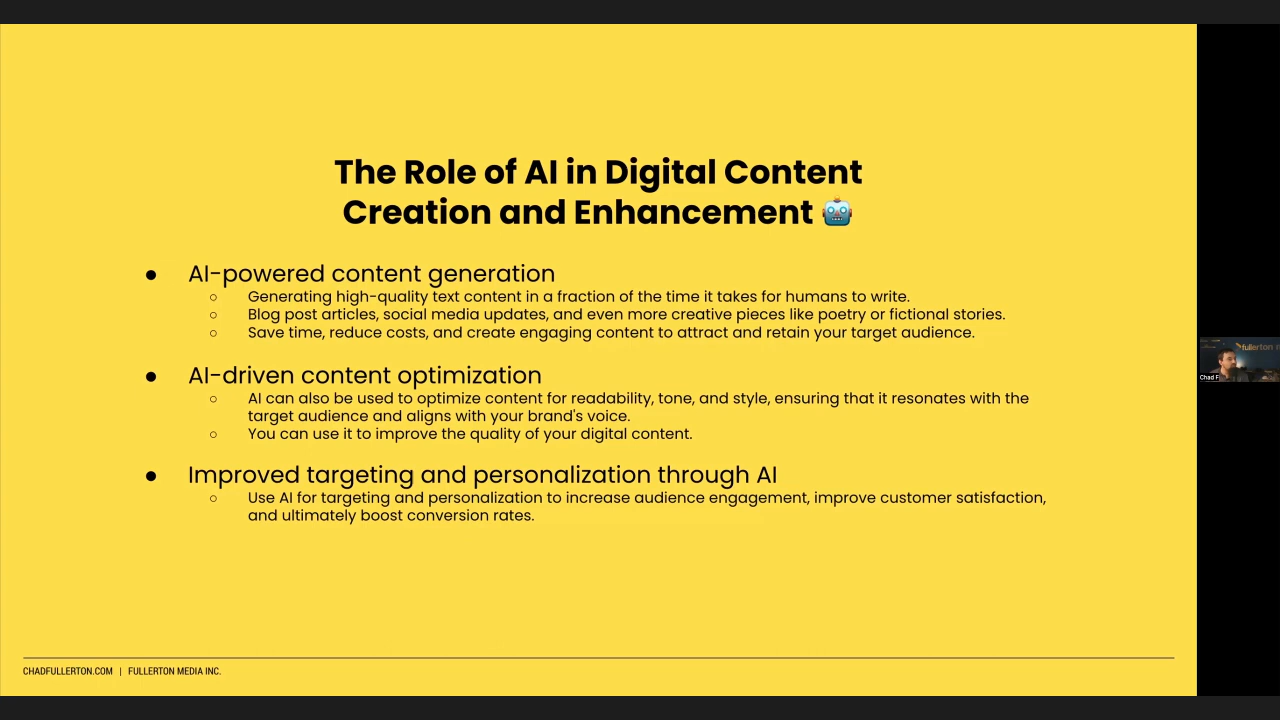 The Role of AI in Digital Content
Creation and Enhancement 🤖
● AI-powered content generation
○ Generating high-quality text content in a fraction of the time it takes for humans to write.
○ Blog post articles, social media updates, and even more creative pieces like poetry or fictional stories.
○ Save time, reduce costs, and create engaging content to attract and retain your target audience.
● AI-driven content optimization
○ AI can also be used to optimize content for readability, tone, and style, ensuring that it resonates with the
target audience and aligns with your brand's voice.
○ You can use it to improve the quality of your digital content.
● Improved targeting and personalization through AI
○ Use AI for targeting and personalization to increase audience engagement, improve customer satisfaction,
and ultimately boost conversion rates.
fullerton
Chad F
CHADFULLERTON.COM | FULLERTON MEDIA INC.